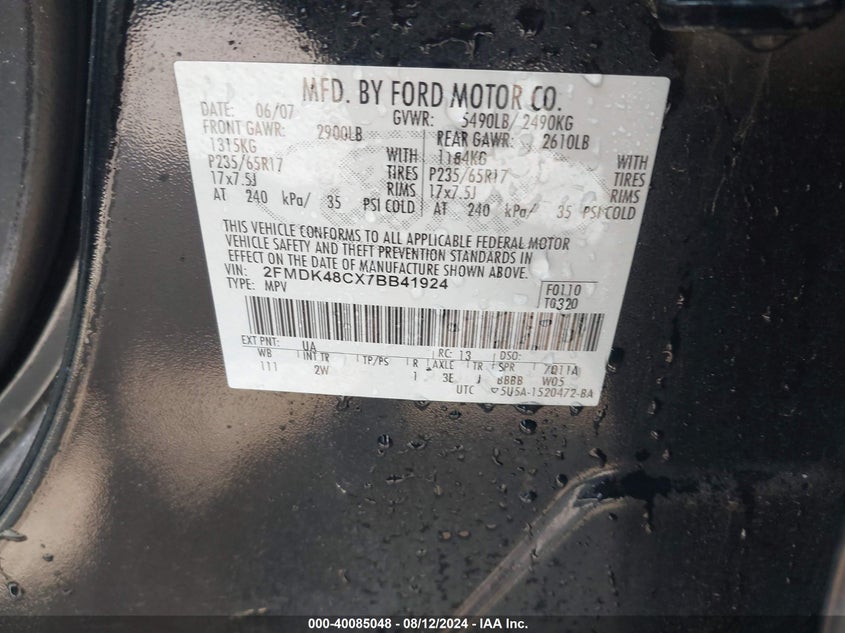 MFD. BY FORD MOTOR CO.
DATE: 06/07 GVWR: 5490LB/ 2490KG
FRONT GAWR: 2900LB REAR GAWR: 2610LB
1315KG WITH 1184KG WITH
P235/65R17 TIRES P235/65R17 TIRES
17x7.5J RIMS 17x7.5J RIMS
AT 240 kPa/ 35 PSI COLD AT 240 kPa/ 35 PSI COLD
THIS VEHICLE CONFORMS TO ALL APPLICABLE FEDERAL MOTOR
VEHICLE SAFETY AND THEFT PREVENTION STANDARDS IN
EFFECT ON THE DATE OF MANUFACTURE SHOWN ABOVE.
VIN: 2FMDK48CX7BB41924 F0110
TYPE: MPV T0320
EXT PNT: UA RC: 13 DSO:
WB INT TR TP/PS R AXLE TR SPR 7011A
111 2W 1 3E J BBBB W05
UTC 5U5A-1520472-BA
000-40085048 - 08/12/2024 - IAA Inc.